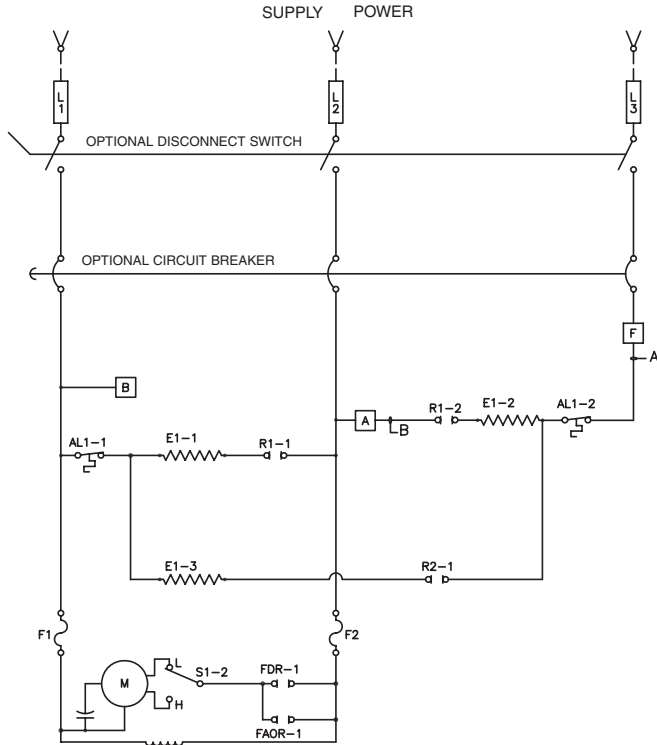 SUPPLY POWER
L1
L2
L3
OPTIONAL DISCONNECT SWITCH
OPTIONAL CIRCUIT BREAKER
F
A
B
A
B
R1-2
E1-2
AL1-2
AL1-1
E1-1
R1-1
E1-3
R2-1
F1
F2
M
L
S1-2
H
FDR-1
FAOR-1